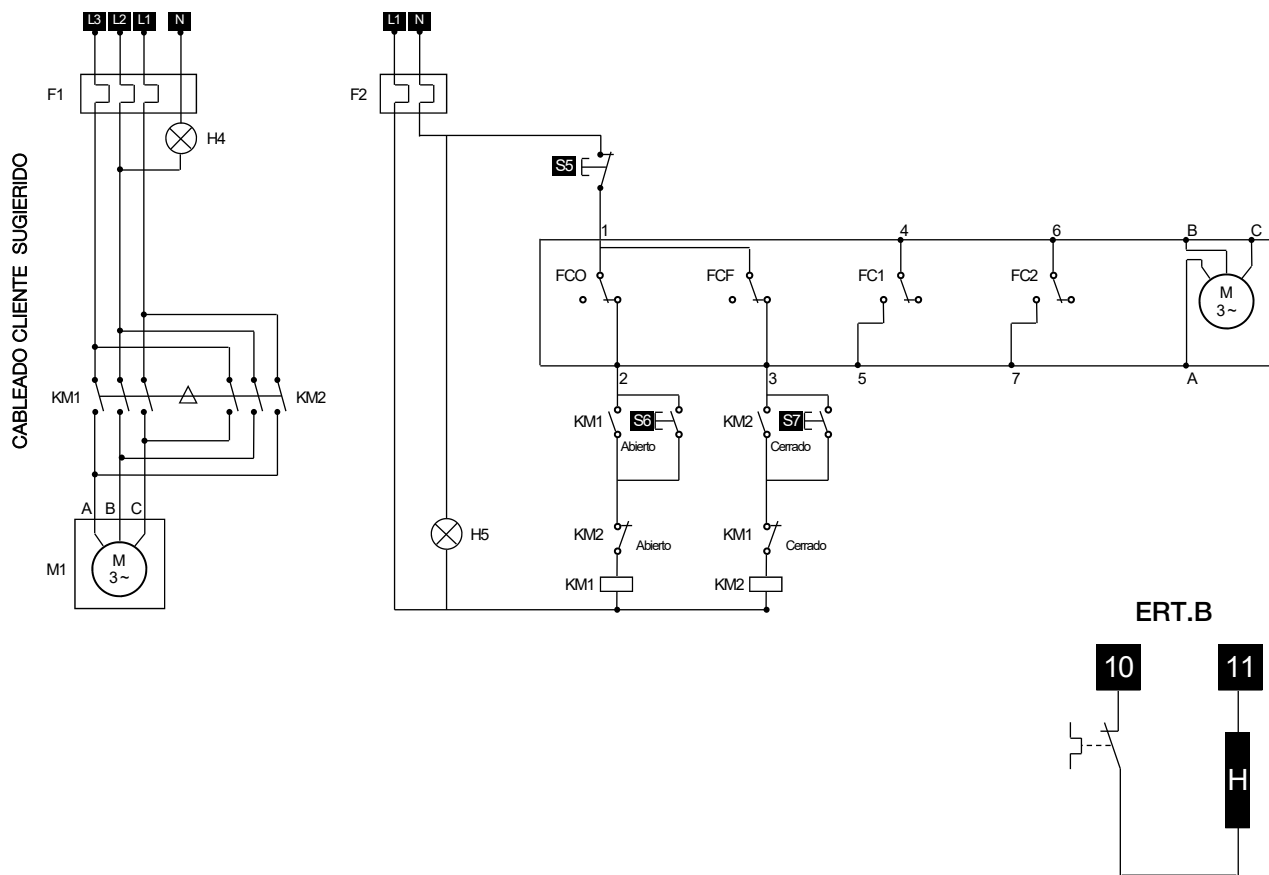 L3 L2 L1 N
L1 N
F1
F2
H4
S5
CABLEADO CLIENTE SUGIERIDO
1 4 6 B C
FCO FCF FC1 FC2
M
3~
2 3 5 7 A
KM1 KM2
KM1 S6 KM2 S7
Abierto Cerrado
A B C
M1
M
3~
H5
KM2 Abierto KM1 Cerrado
KM1 KM2
ERT.B
10 11
H